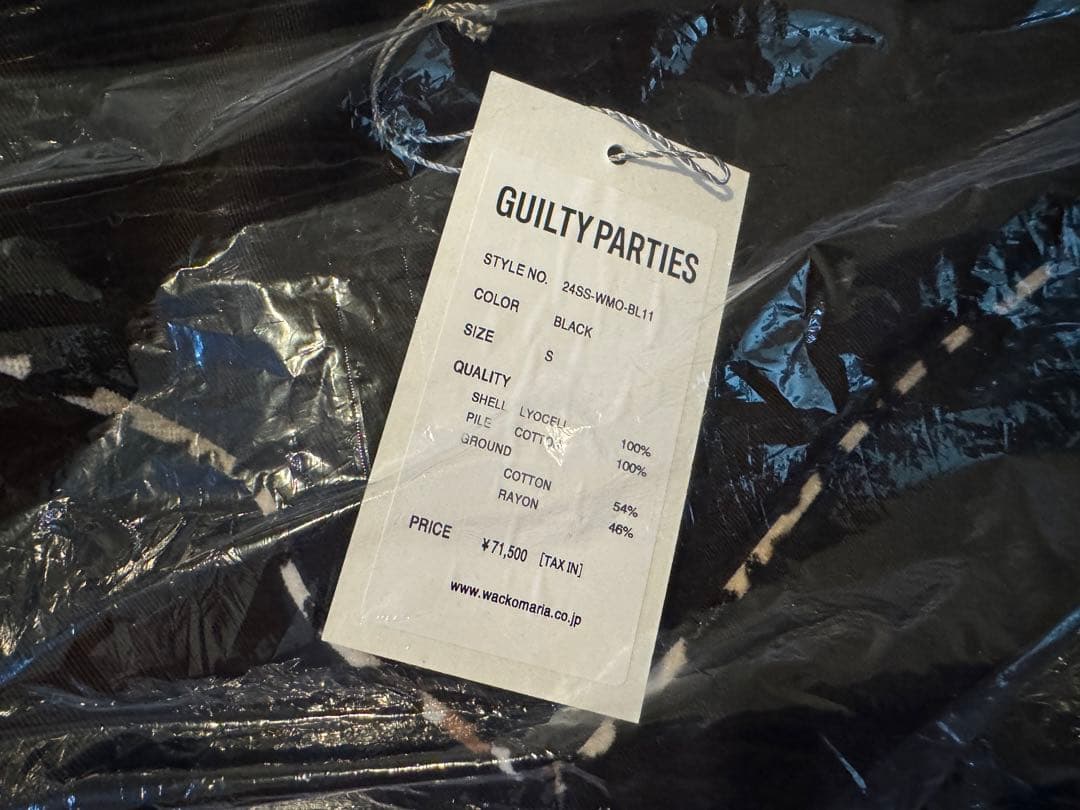 GUILTY PARTIES
STYLE NO. 24SS-WMO-BL11
COLOR BLACK
SIZE S
QUALITY
SHELL LYOCELL 100%
PILE COTTON 100%
GROUND
COTTON 54%
RAYON 46%
PRICE ¥71,500 [TAX IN]
www.wackomaria.co.jp